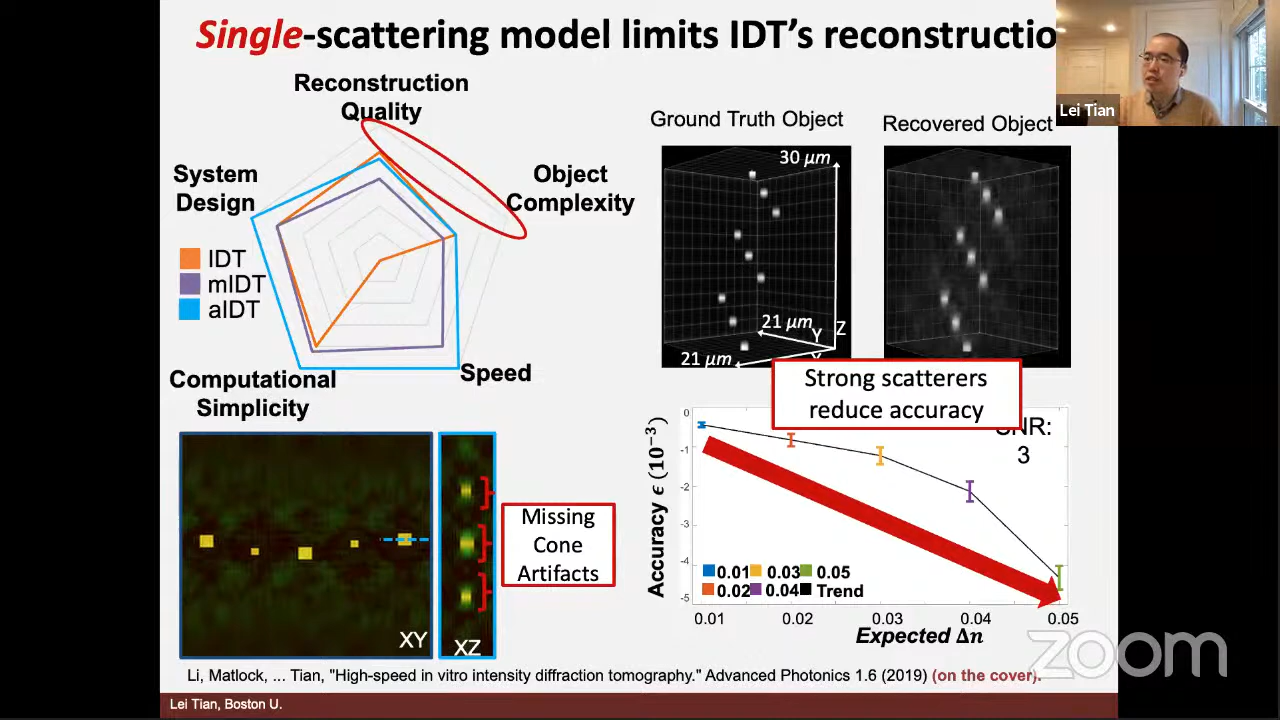 Single-scattering model limits IDT's reconstructio
Lei Tian
Reconstruction
Quality
System
Design
Object
Complexity
IDT
mIDT
aIDT
Computational
Simplicity
Speed
Ground Truth Object
Recovered Object
30 μm
21 μm
Y
Z
21 μm
Strong scatterers
reduce accuracy
SNR:
3
Accuracy ϵ (10⁻³)
0
-1
-2
-3
-4
-5
0.01
0.03
0.05
0.02
0.04
Trend
0.01
0.02
0.03
0.04
0.05
Expected Δn
XY
XZ
Missing
Cone
Artifacts
zoom
Li, Matlock, ... Tian, "High-speed in vitro intensity diffraction tomography." Advanced Photonics 1.6 (2019) (on the cover).
Lei Tian, Boston U.